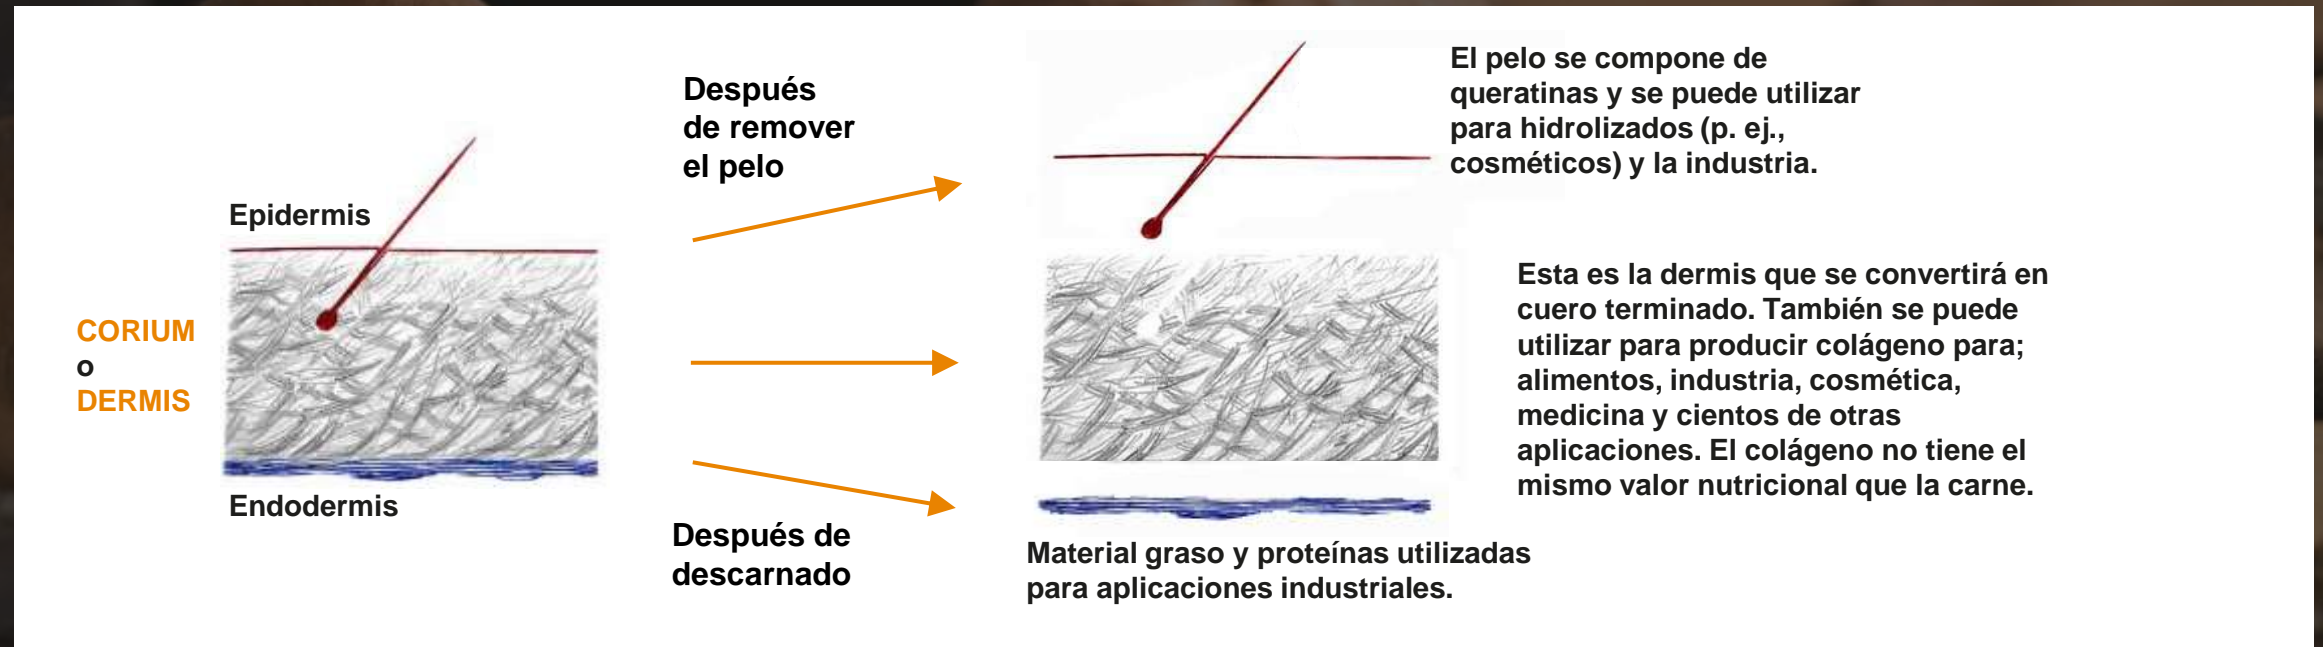 Epidermis
CORIUM
o
DERMIS
Endodermis
Después
de remover
el pelo
Después de
descarnado
El pelo se compone de
queratinas y se puede utilizar
para hidrolizados (p. ej.,
cosméticos) y la industria.
Esta es la dermis que se convertirá en
cuero terminado. También se puede
utilizar para producir colágeno para;
alimentos, industria, cosmética,
medicina y cientos de otras
aplicaciones. El colágeno no tiene el
mismo valor nutricional que la carne.
Material graso y proteínas utilizadas
para aplicaciones industriales.